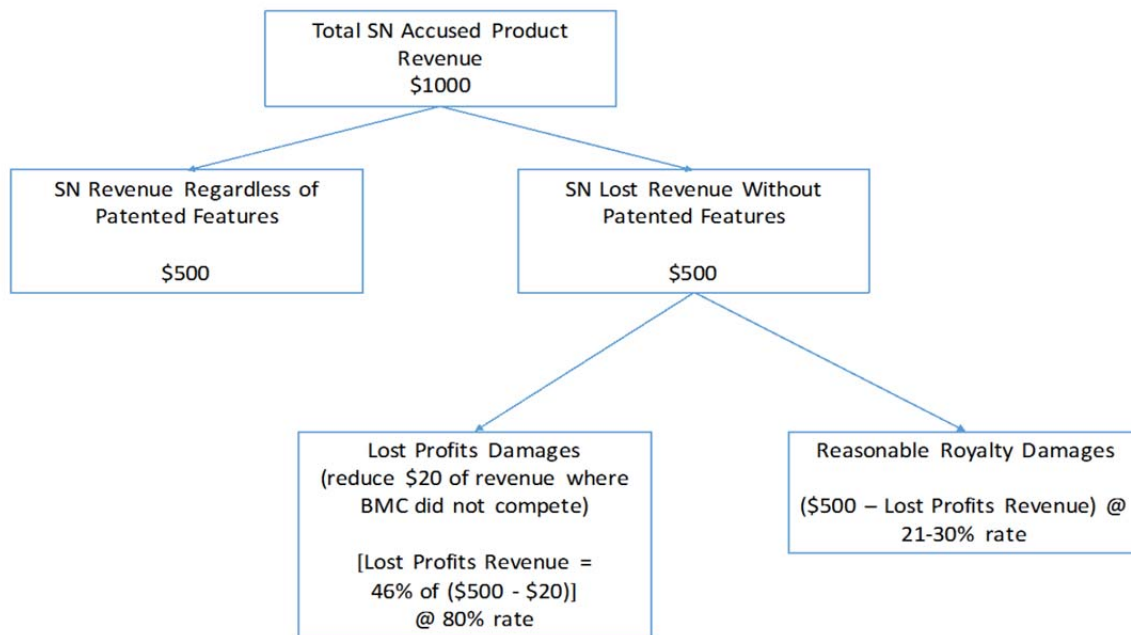 Total SN Accused Product
Revenue
$1000
SN Revenue Regardless of
Patented Features
$500
SN Lost Revenue Without
Patented Features
$500
Lost Profits Damages
(reduce $20 of revenue where
BMC did not compete)
[Lost Profits Revenue =
46% of ($500 - $20)]
@ 80% rate
Reasonable Royalty Damages
($500 – Lost Profits Revenue) @
21-30% rate